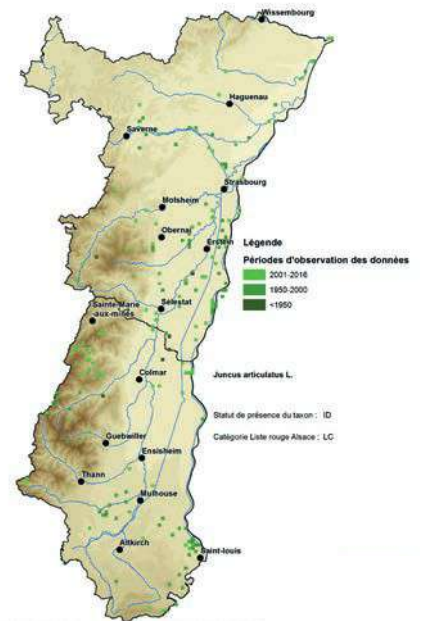 Wissembourg
Haguenau
Saverne
Strasbourg
Molsheim
Obernai
Erstein
Légende
Périodes d'observation des données
2001-2016
1950-2000
<1950
Sélestat
Sainte-Marie
-aux-mines
Juncus articulatus L.
Colmar
Statut de présence du taxon : ID
Catégorie Liste rouge Alsace : LC
Guebwiller
Ensisheim
Thann
Mulhouse
Altkirch
Saint-louis